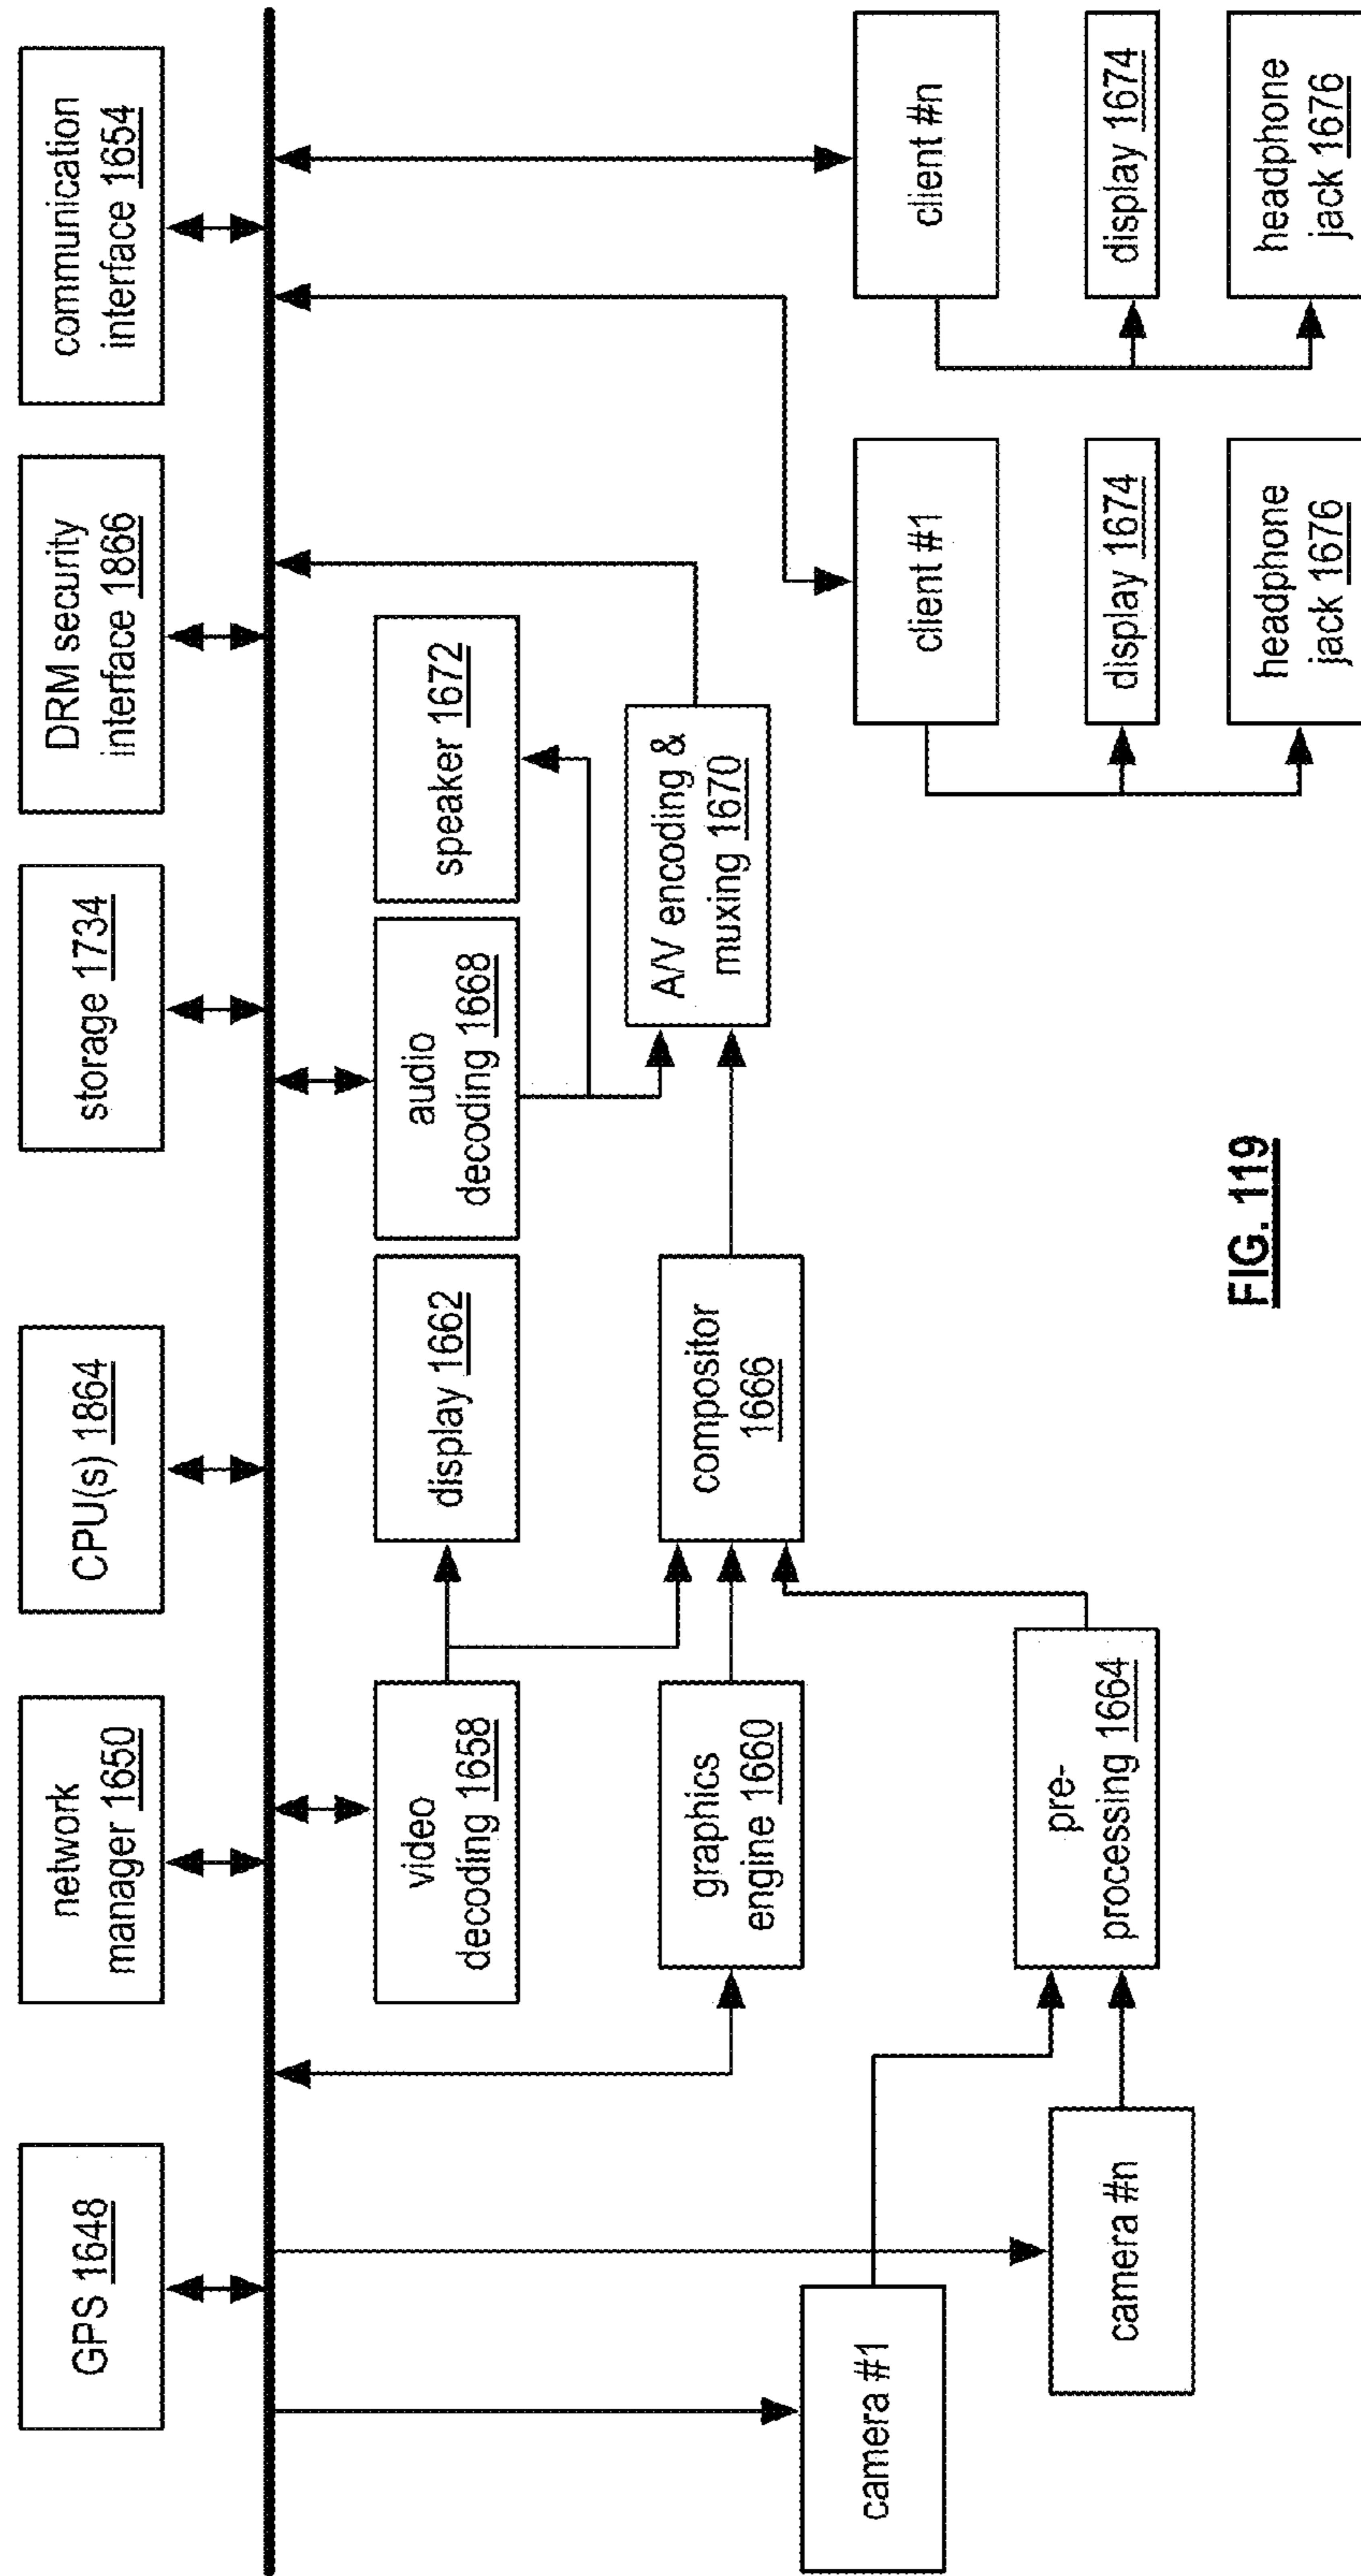 GPS 1648
network
manager 1650
CPU(s) 1864
storage 1734
DRM security
interface 1866
communication
interface 1654
video
decoding 1658
display 1662
audio
decoding 1668
speaker 1672
graphics
engine 1660
compositor
1666
A/V encoding &
muxing 1670
camera #1
camera #n
pre-
processing 1664
client #1
display 1674
headphone
jack 1676
client #n
display 1674
headphone
jack 1676
FIG. 119